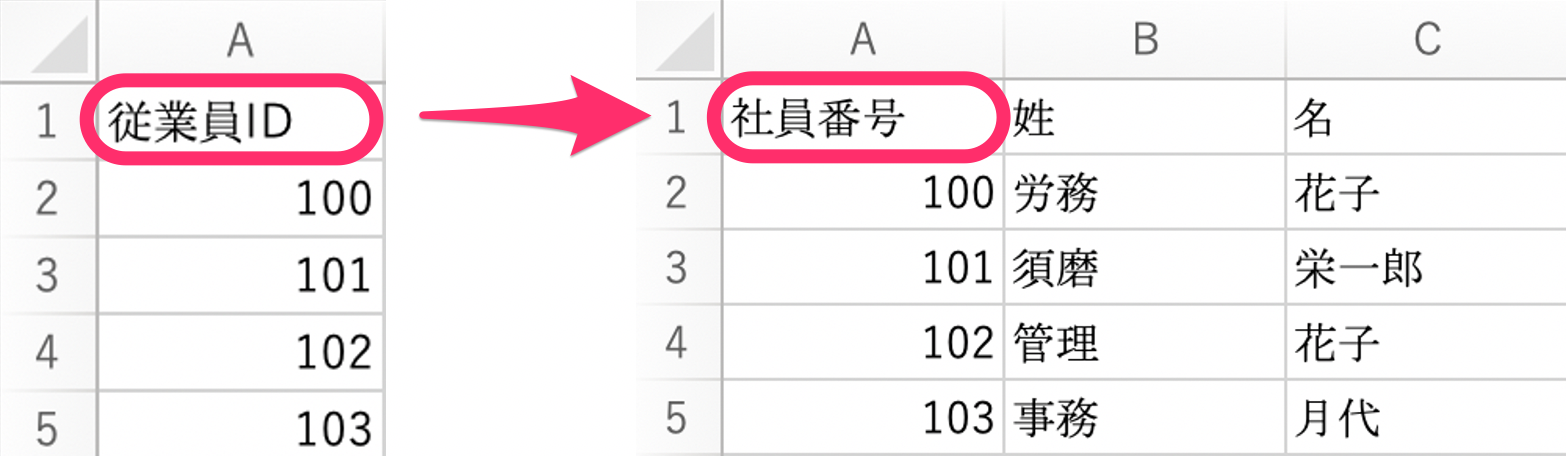 A
1 従業員ID
2 100
3 101
4 102
5 103
A B C
1 社員番号 姓 名
2 100 労務 花子
3 101 須磨 栄一郎
4 102 管理 花子
5 103 事務 月代